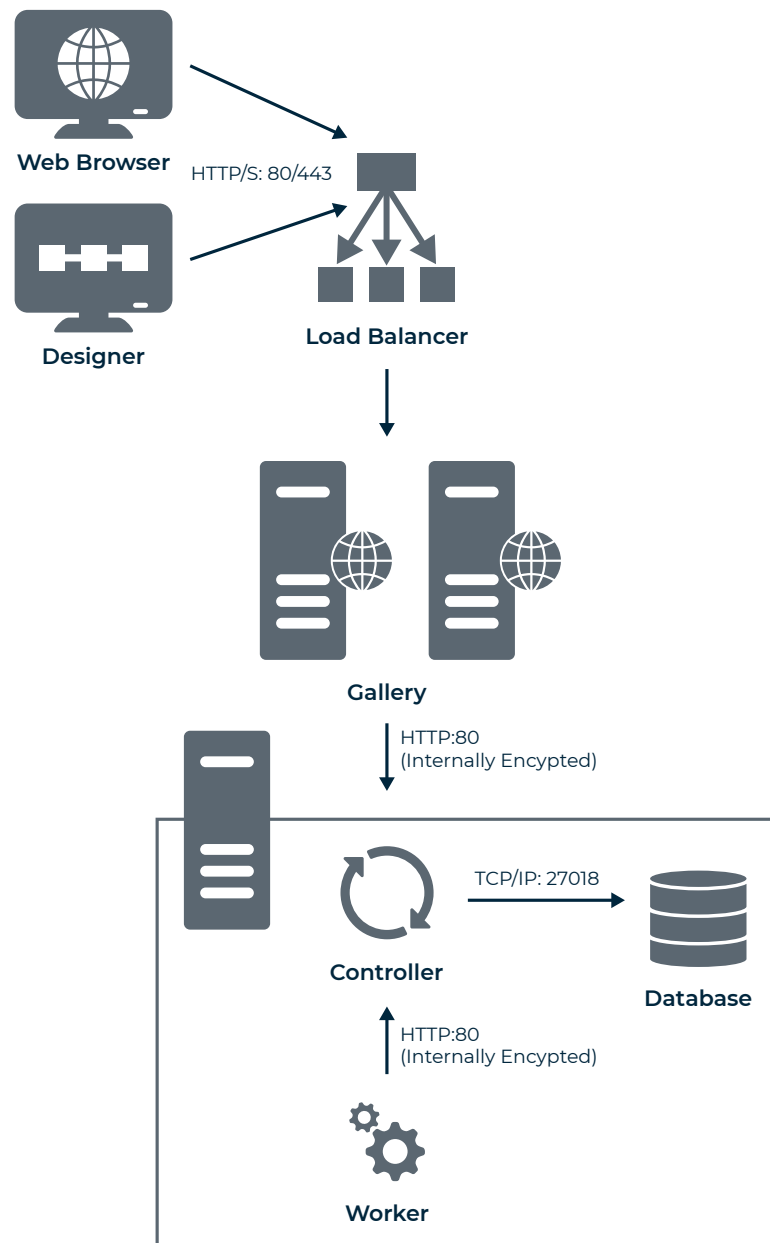 Web Browser
HTTP/S: 80/443
Designer
Load Balancer
Gallery
HTTP:80
(Internally Encypted)
TCP/IP: 27018
Controller
Database
HTTP:80
(Internally Encypted)
Worker